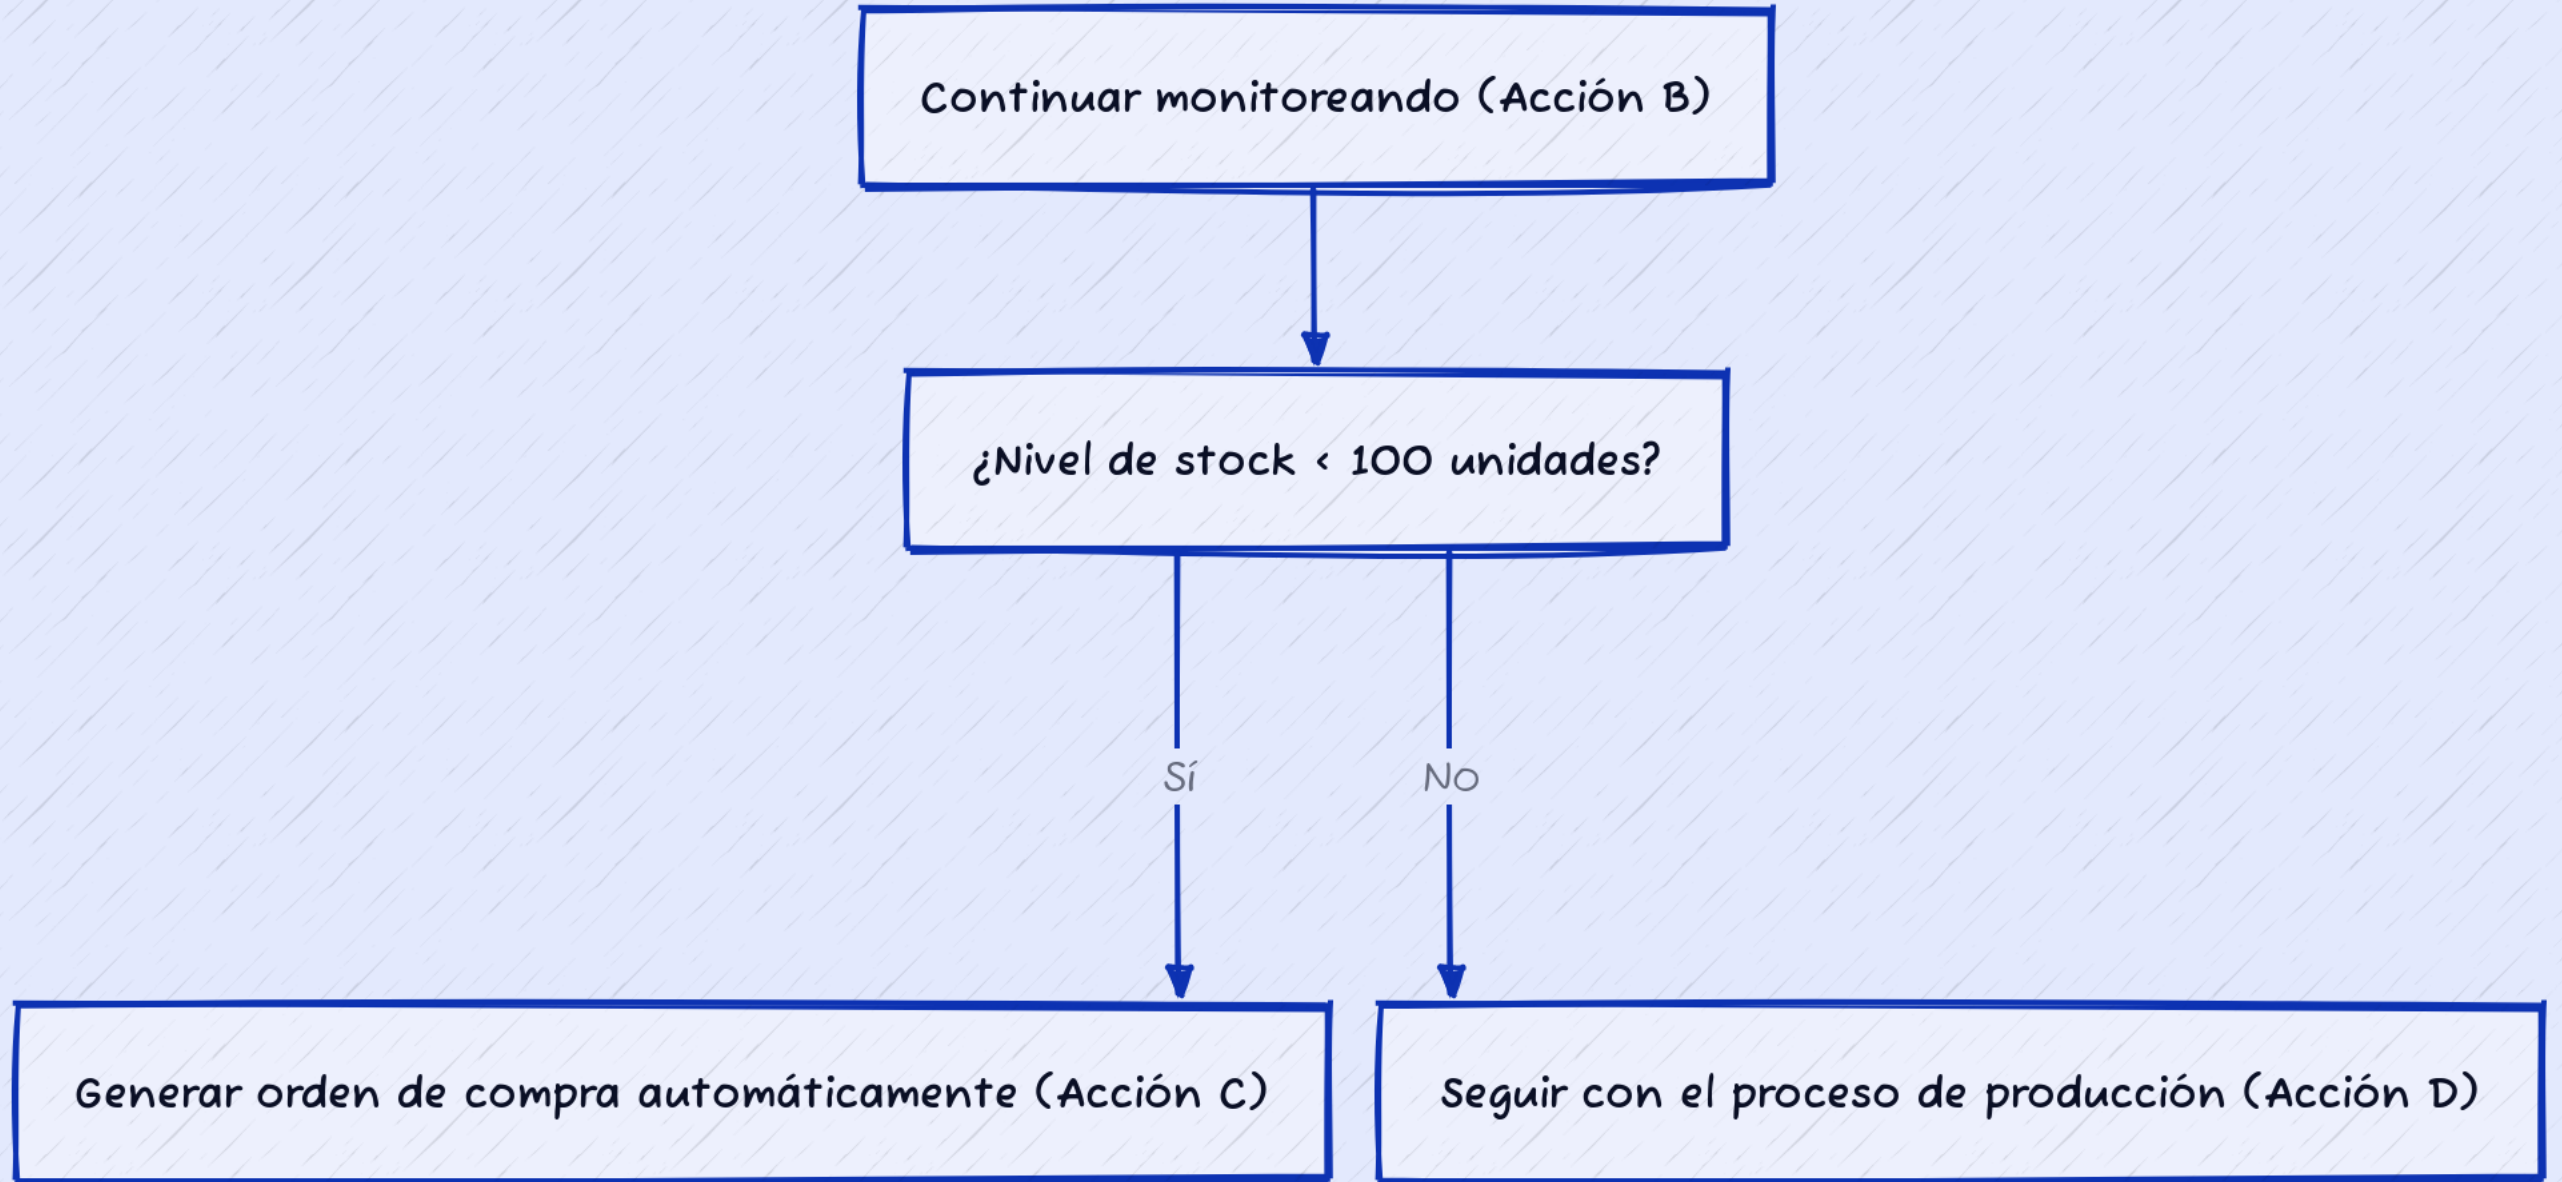 Continuar monitoreando (Acción B)
¿Nivel de stock < 100 unidades?
Sí
No
Generar orden de compra automáticamente (Acción C)
Seguir con el proceso de producción (Acción D)